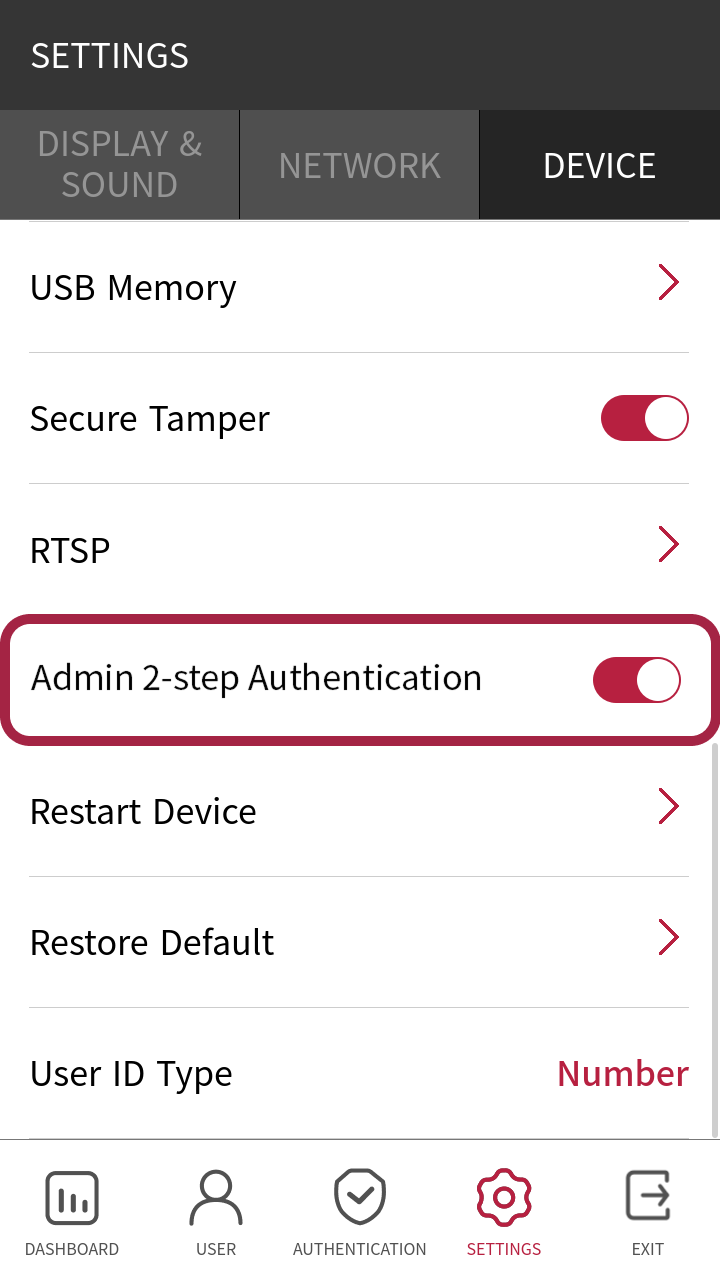 SETTINGS
DISPLAY &
SOUND
NETWORK
DEVICE
USB Memory
Secure Tamper
RTSP
Admin 2-step Authentication
Restart Device
Restore Default
User ID Type
Number
DASHBOARD
USER
AUTHENTICATION
SETTINGS
EXIT